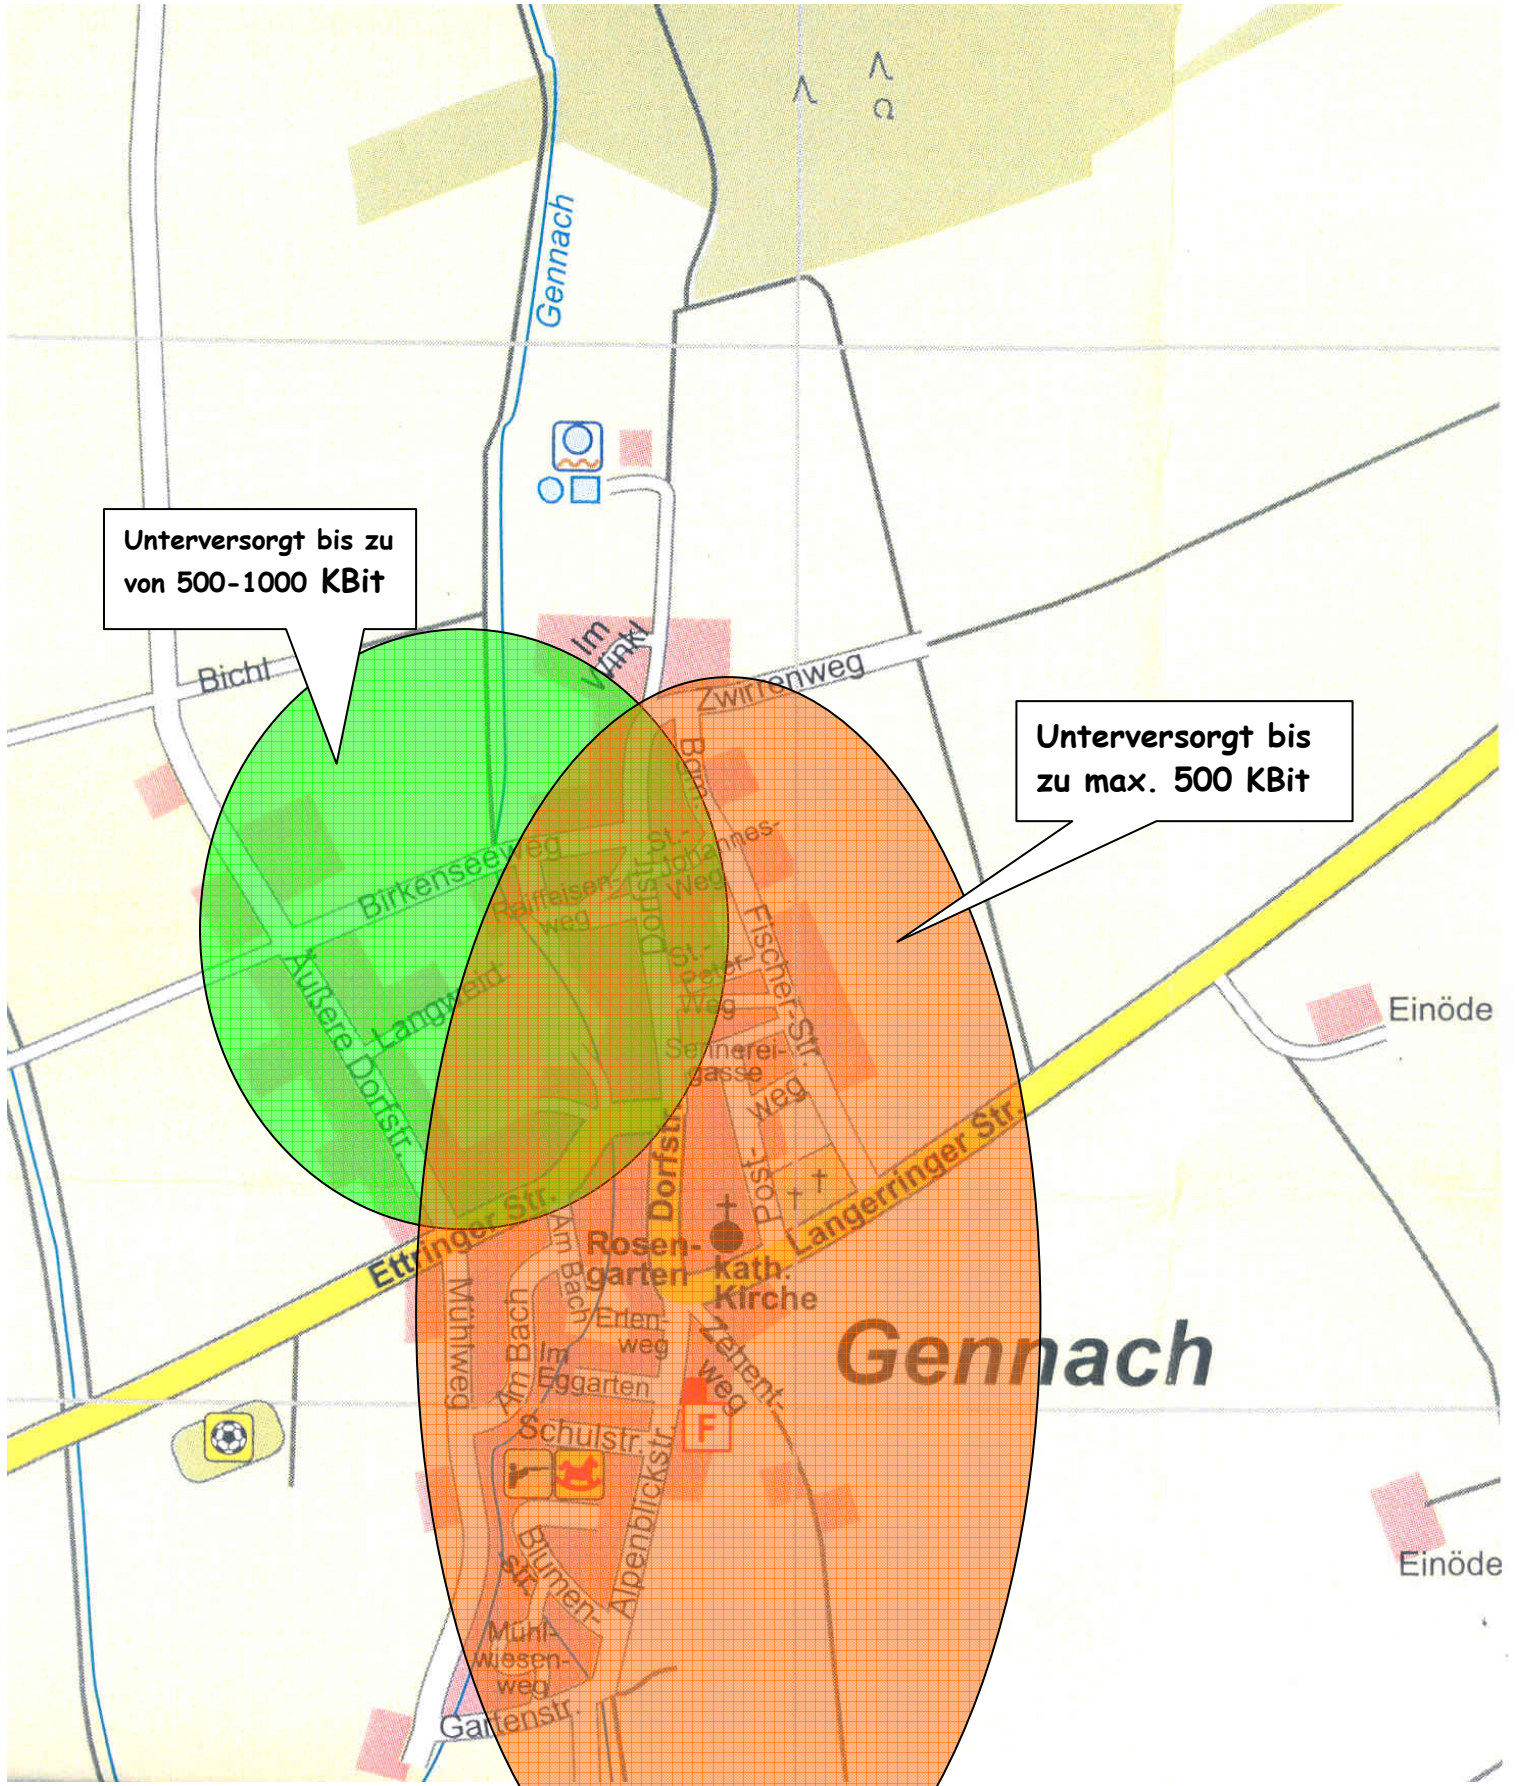 Gennach
Unterversorgt bis zu
von 500-1000 KBit
Im
Winkl
Bichl
Zwirrenweg
Unterversorgt bis
zu max. 500 KBit
Bgm.-
Fischer-Str.
Birkenseeweg
Raiffeisen-
weg
Dorfstr.
St.-
Johannes-
Weg
St.-
Peter-
Weg
Äußere Dorfstr.
Langweid
Sennerei-
gasse
Einöde
Post-
weg
Dorfstr.
Langerringer Str.
Ettringer Str.
Am Bach
Rosen-
garten
kath.
Kirche
Mühlweg
Am Bach
Erlen-
weg
Im
Eggarten
Zehent-
weg
Gennach
Schulstr.
F
Alpenblickstr.
Blumen-
str.
Einöde
Mühl-
wiesen-
weg
Gartenstr.